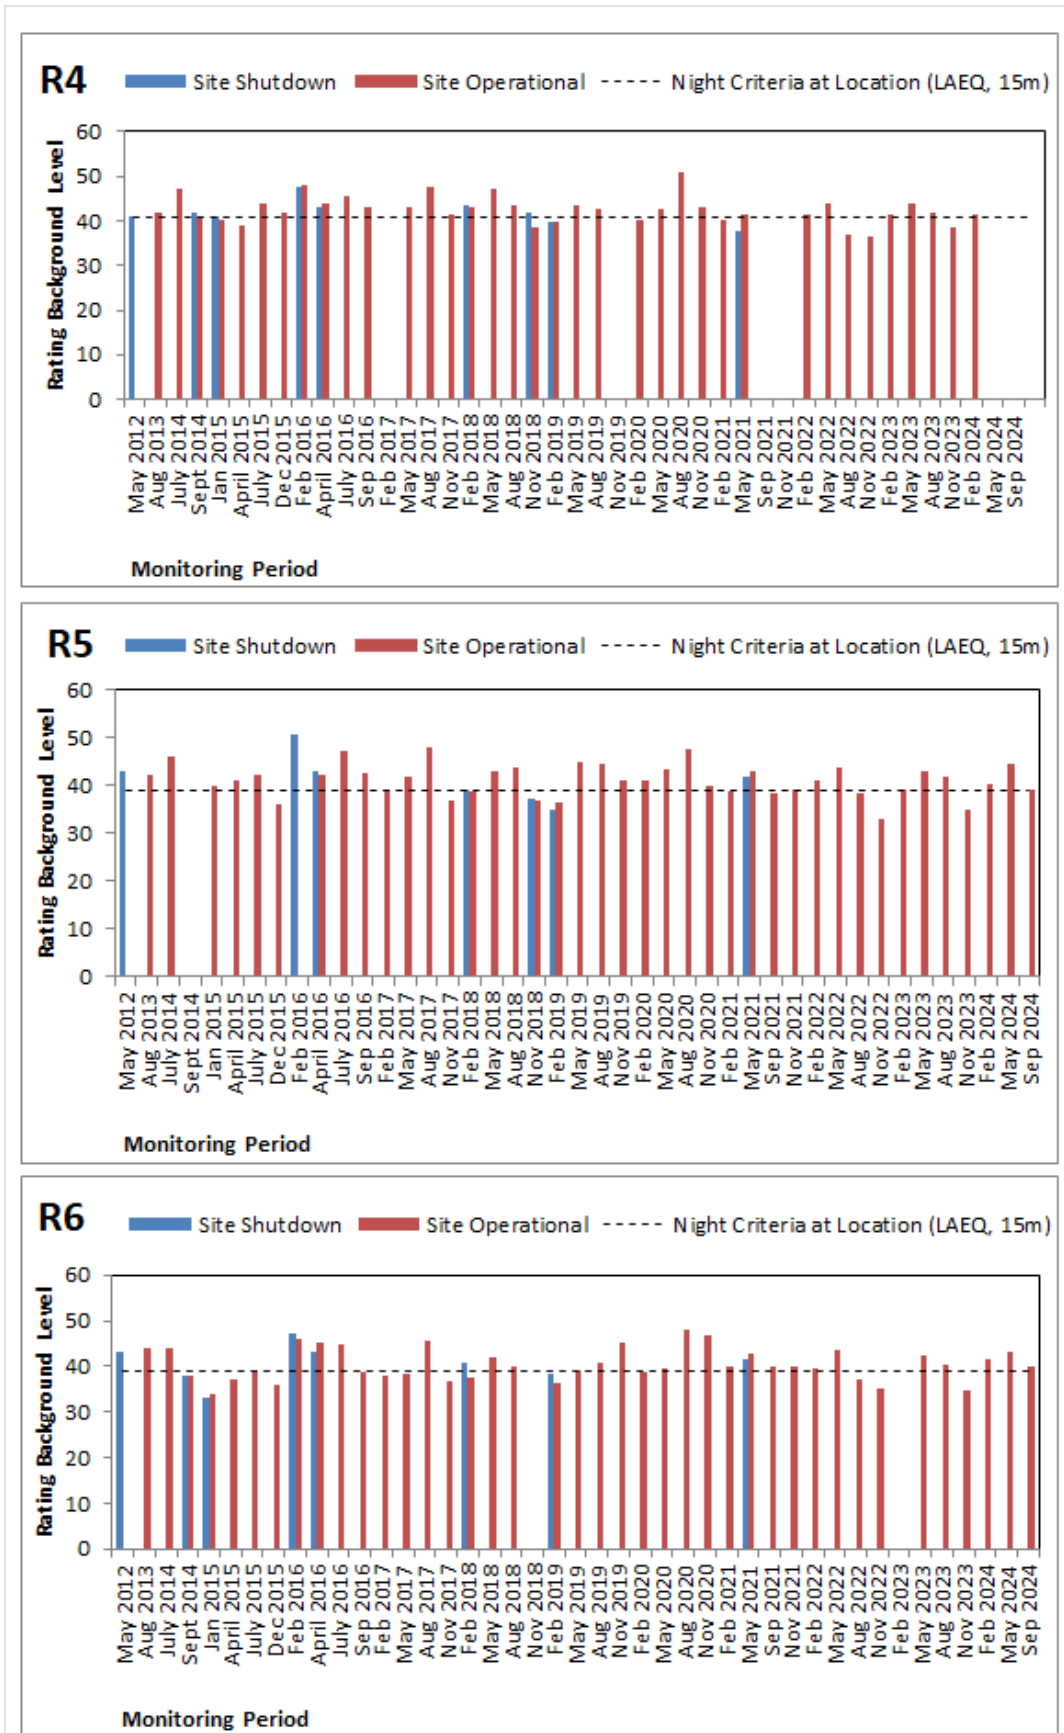 R4 Site Shutdown Site Operational Night Criteria at Location (LAEQ, 15m)
Rating Background Level
60
50
40
30
20
10
0
May 2012
Aug 2013
July 2014
Sept 2014
Jan 2015
April 2015
July 2015
Dec 2015
Feb 2016
April 2016
July 2016
Sep 2016
Feb 2017
May 2017
Aug 2017
Nov 2017
Feb 2018
May 2018
Aug 2018
Nov 2018
Feb 2019
May 2019
Aug 2019
Nov 2019
Feb 2020
May 2020
Aug 2020
Nov 2020
Feb 2021
May 2021
Sep 2021
Nov 2021
Feb 2022
May 2022
Aug 2022
Nov 2022
Feb 2023
May 2023
Aug 2023
Nov 2023
Feb 2024
May 2024
Sep 2024
Monitoring Period
R5 Site Shutdown Site Operational Night Criteria at Location (LAEQ, 15m)
Rating Background Level
60
50
40
30
20
10
0
May 2012
Aug 2013
July 2014
Sept 2014
Jan 2015
April 2015
July 2015
Dec 2015
Feb 2016
April 2016
July 2016
Sep 2016
Feb 2017
May 2017
Aug 2017
Nov 2017
Feb 2018
May 2018
Aug 2018
Nov 2018
Feb 2019
May 2019
Aug 2019
Nov 2019
Feb 2020
May 2020
Aug 2020
Nov 2020
Feb 2021
May 2021
Sep 2021
Nov 2021
Feb 2022
May 2022
Aug 2022
Nov 2022
Feb 2023
May 2023
Aug 2023
Nov 2023
Feb 2024
May 2024
Sep 2024
Monitoring Period
R6 Site Shutdown Site Operational Night Criteria at Location (LAEQ, 15m)
Rating Background Level
60
50
40
30
20
10
0
May 2012
Aug 2013
July 2014
Sept 2014
Jan 2015
April 2015
July 2015
Dec 2015
Feb 2016
April 2016
July 2016
Sep 2016
Feb 2017
May 2017
Aug 2017
Nov 2017
Feb 2018
May 2018
Aug 2018
Nov 2018
Feb 2019
May 2019
Aug 2019
Nov 2019
Feb 2020
May 2020
Aug 2020
Nov 2020
Feb 2021
May 2021
Sep 2021
Nov 2021
Feb 2022
May 2022
Aug 2022
Nov 2022
Feb 2023
May 2023
Aug 2023
Nov 2023
Feb 2024
May 2024
Sep 2024
Monitoring Period